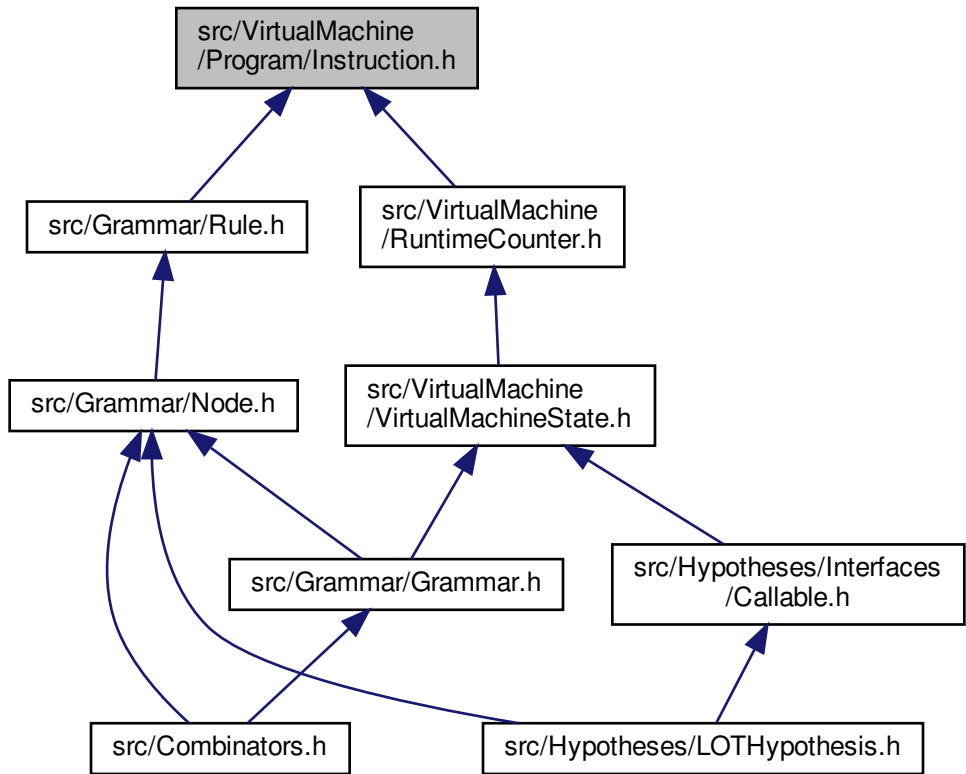 src/VirtualMachine
/Program/Instruction.h
src/Grammar/Rule.h
src/VirtualMachine
/RuntimeCounter.h
src/Grammar/Node.h
src/VirtualMachine
/VirtualMachineState.h
src/Grammar/Grammar.h
src/Hypotheses/Interfaces
/Callable.h
src/Combinators.h
src/Hypotheses/LOTHypothesis.h